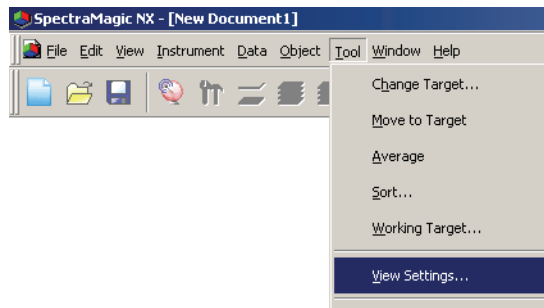 SpectraMagic NX - [New Document1]
File Edit View Instrument Data Object Tool Window Help
Change Target...
Move to Target
Average
Sort...
Working Target...
View Settings...